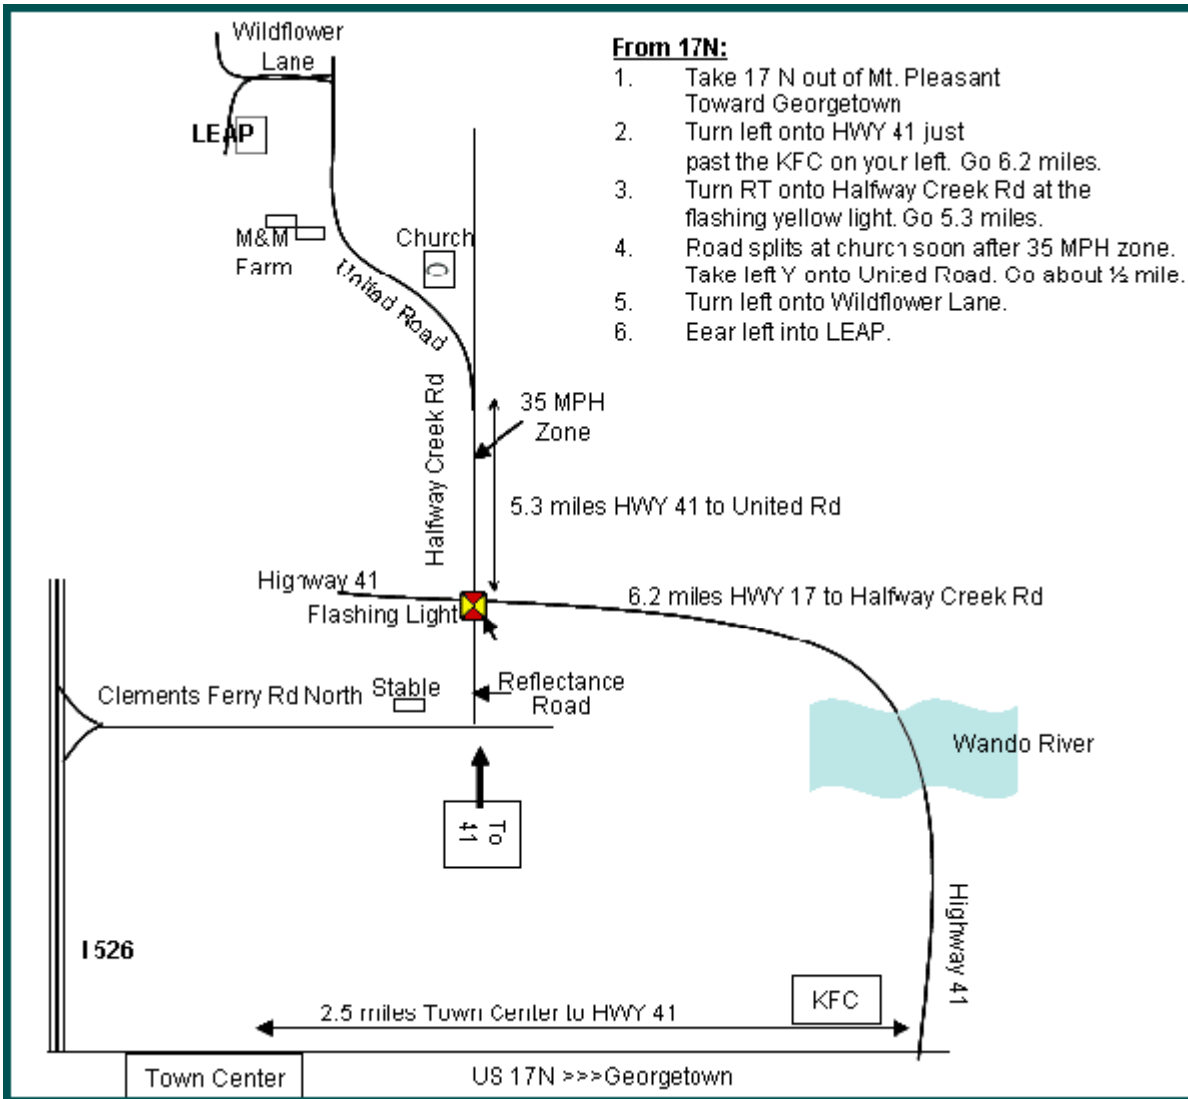 Wildflower
Lane
LEAP
M&M
Farm
Church
United Road
Halfway Creek Rd
From 17N:
1. Take 17 N out of Mt. Pleasant
Toward Georgetown
2. Turn left onto HWY 41 just
past the KFC on your left. Go 6.2 miles.
3. Turn RT onto Halfway Creek Rd at the
flashing yellow light. Go 5.3 miles.
4. Road splits at church soon after 35 MPH zone.
Take left Y onto United Road. Go about ½ mile.
5. Turn left onto Wildflower Lane.
6. Eear left into LEAP.
35 MPH
Zone
5.3 miles HWY 41 to United Rd
Highway 41
Flashing Light
6.2 miles HWY 17 to Halfway Creek Rd
Clements Ferry Rd North
Stable
Reflectance
Road
Wando River
To
41
Highway 41
I 526
KFC
2.5 miles Town Center to HWY 41
Town Center
US 17N >>>Georgetown